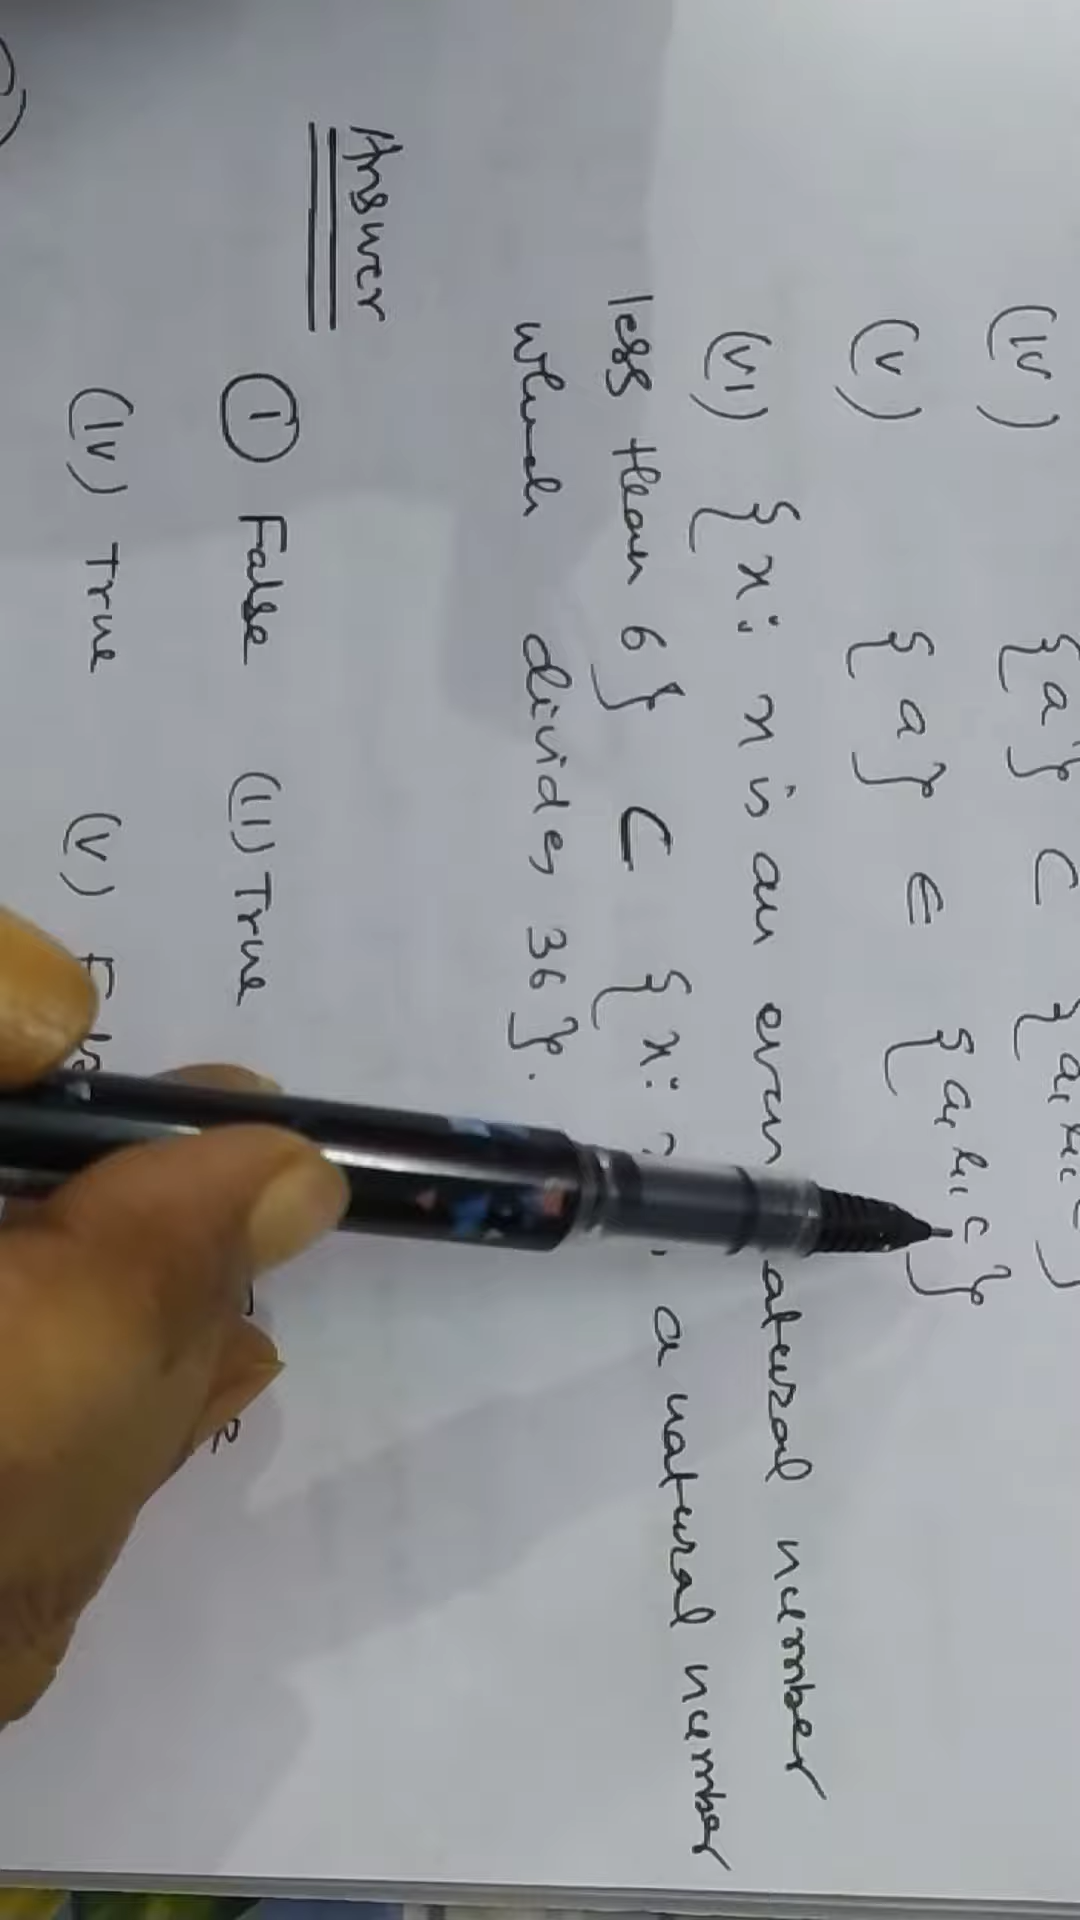 (IV) {a} ⊂ {a, b, c}
(V) {a} ∈ {a, b, c}
(VI) {x: x is an even natural number
less than 6} ⊂ {x: a natural number
which divides 36}.
Answer
① False (II) True
(IV) True (V)